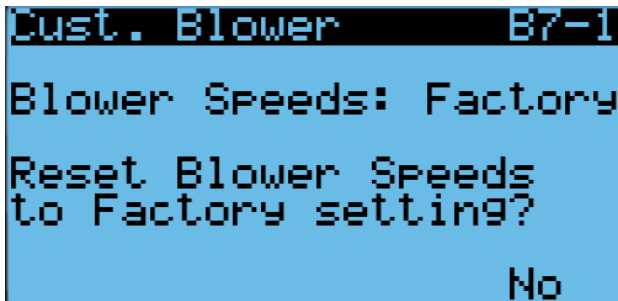 Cust. Blower B7-1
Blower Speeds: Factory
Reset Blower Speeds
to Factory setting?
No